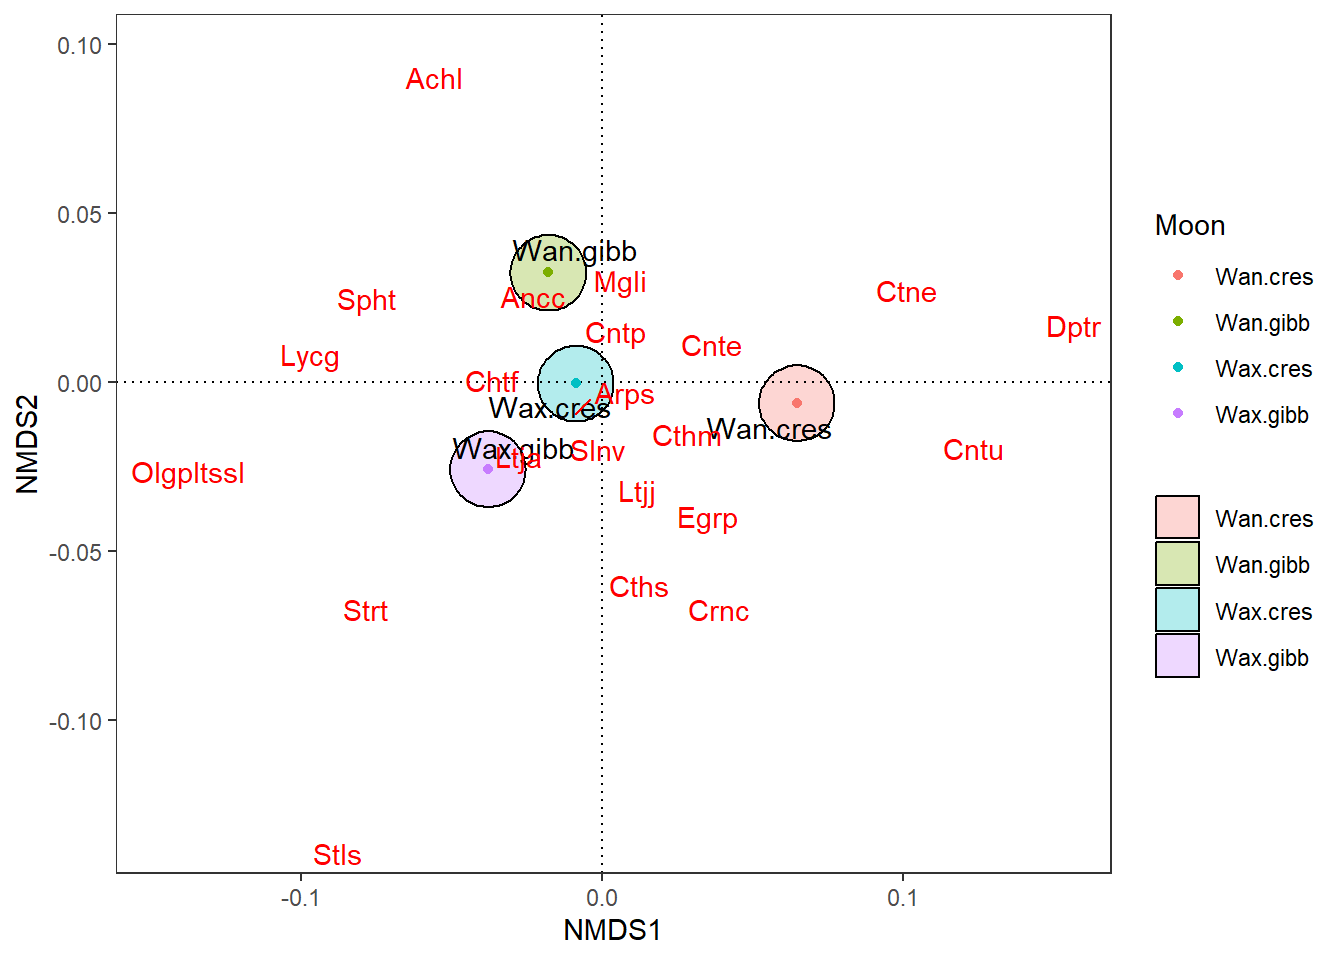 0.10
0.05
0.00
-0.05
-0.10
NMDS2
Achl
Wan.gibb
Mgli
Ancc
Spht
Ctne
Dptr
Cntp
Cnte
Lycg
Chtf
Arps
Wax.cres
Wan.cres
Cthm
Wax.gibb
Ltja
Slnv
Cntu
Olgpltssl
Ltjj
Egrp
Cths
Strt
Crnc
Stls
-0.1
0.0
0.1
NMDS1
Moon
Wan.cres
Wan.gibb
Wax.cres
Wax.gibb
Wan.cres
Wan.gibb
Wax.cres
Wax.gibb